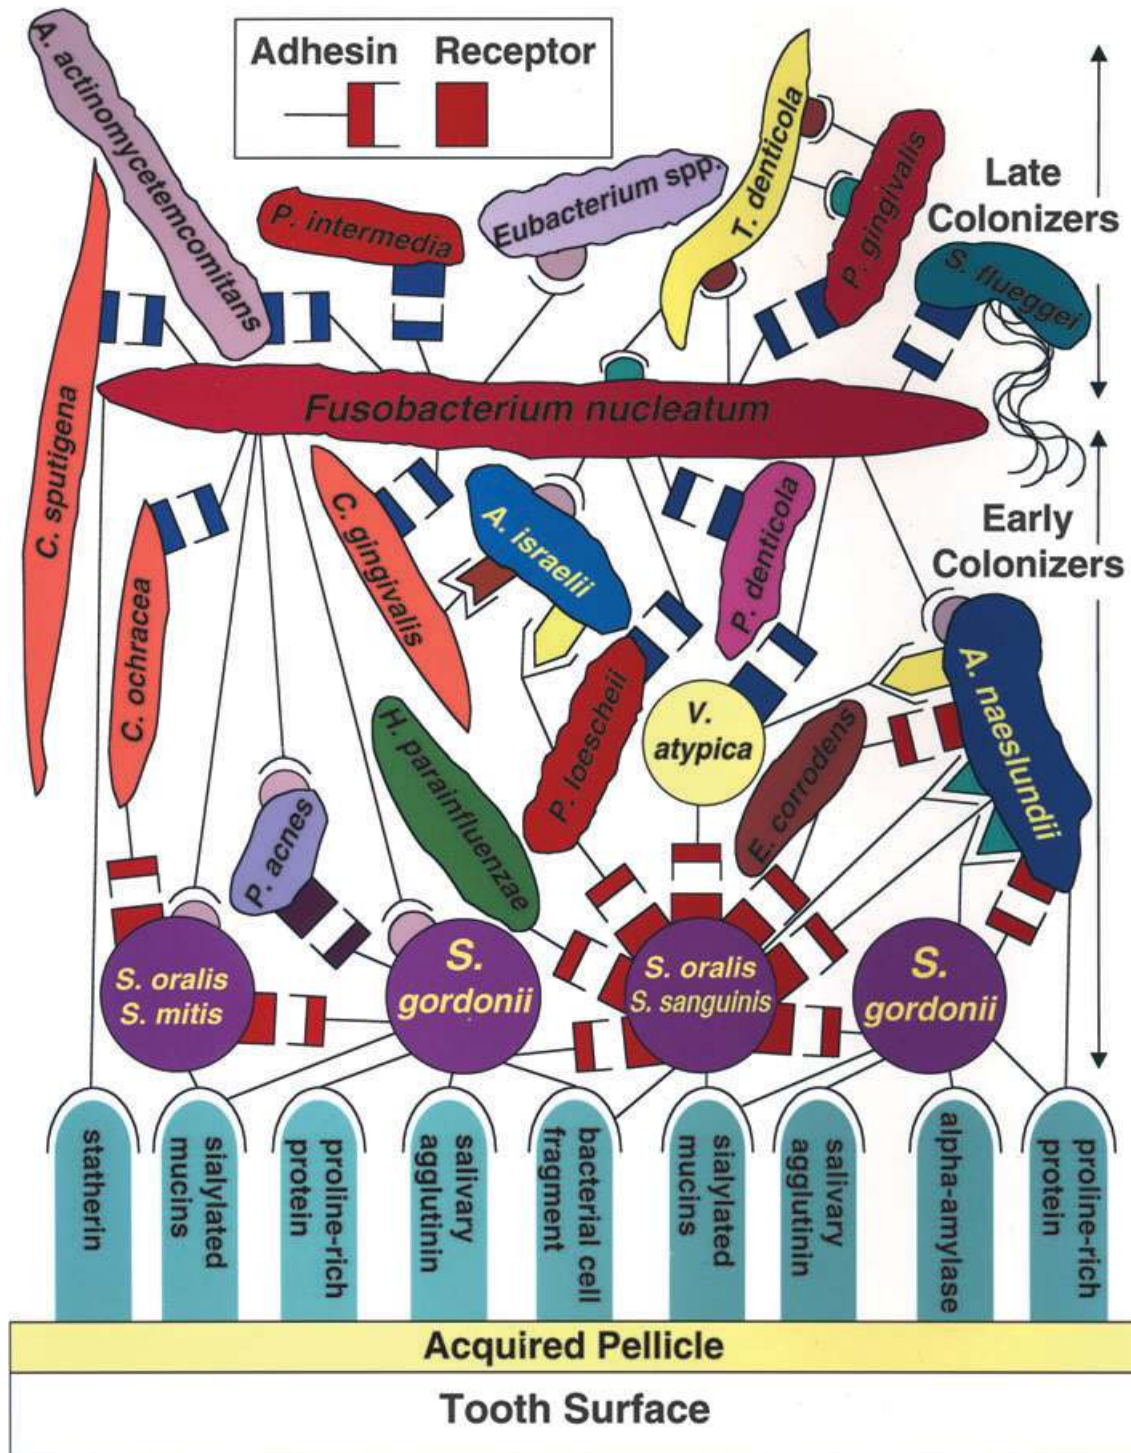 Adhesin Receptor
A. actinomycetemcomitans
P. intermedia
Eubacterium spp.
T. denticola
P. gingivalis
Late
Colonizers
S. flueggei
Fusobacterium nucleatum
C. sputigena
C. ochracea
C. gingivalis
A. israelii
P. denticola
Early
Colonizers
A. naeslundii
P. loescheii
V.
atypica
E. corrodens
H. parainfluenzae
P. acnes
S. oralis
S. mitis
S.
gordonii
S. oralis
S. sanguinis
S.
gordonii
statherin
sialylated
mucins
proline-rich
protein
salivary
agglutinin
bacterial cell
fragment
sialylated
mucins
salivary
agglutinin
alpha-amylase
proline-rich
protein
Acquired Pellicle
Tooth Surface